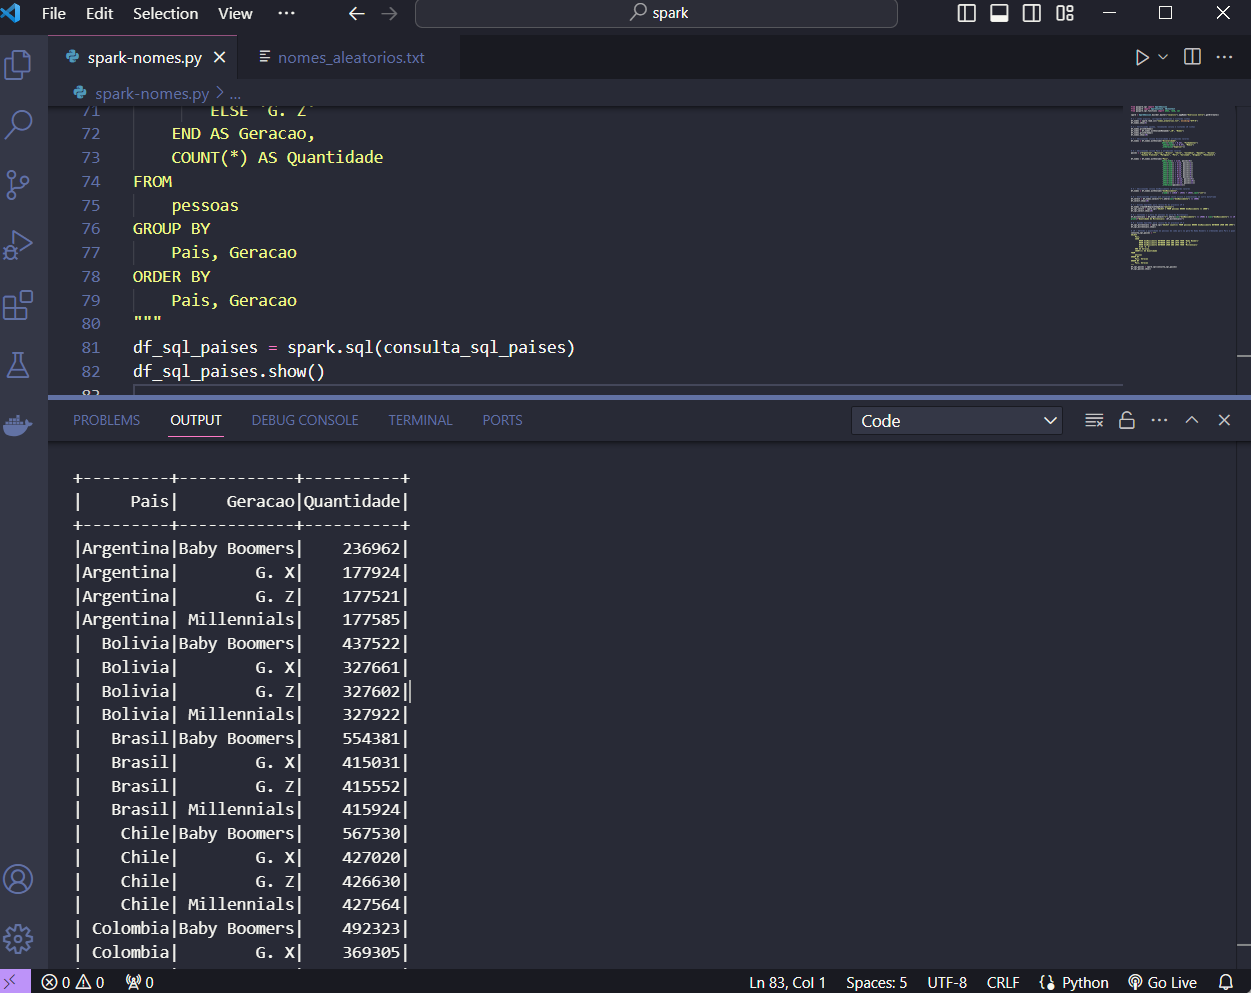 File Edit Selection View ··· spark
spark-nomes.py nomes_aleatorios.txt
spark-nomes.py > ...
71 ELSE 'G. Z'
72 END AS Geracao,
73 COUNT(*) AS Quantidade
74 FROM
75 pessoas
76 GROUP BY
77 Pais, Geracao
78 ORDER BY
79 Pais, Geracao
80 """
81 df_sql_paises = spark.sql(consulta_sql_paises)
82 df_sql_paises.show()
83
PROBLEMS OUTPUT DEBUG CONSOLE TERMINAL PORTS Code
+---------+------------+----------+
|     Pais|     Geracao|Quantidade|
+---------+------------+----------+
|Argentina|Baby Boomers|    236962|
|Argentina|        G. X|    177924|
|Argentina|        G. Z|    177521|
|Argentina| Millennials|    177585|
|  Bolivia|Baby Boomers|    437522|
|  Bolivia|        G. X|    327661|
|  Bolivia|        G. Z|    327602|
|  Bolivia| Millennials|    327922|
|   Brasil|Baby Boomers|    554381|
|   Brasil|        G. X|    415031|
|   Brasil|        G. Z|    415552|
|   Brasil| Millennials|    415924|
|    Chile|Baby Boomers|    567530|
|    Chile|        G. X|    427020|
|    Chile|        G. Z|    426630|
|    Chile| Millennials|    427564|
| Colombia|Baby Boomers|    492323|
| Colombia|        G. X|    369305|
0 0 0 Ln 83, Col 1 Spaces: 5 UTF-8 CRLF Python Go Live